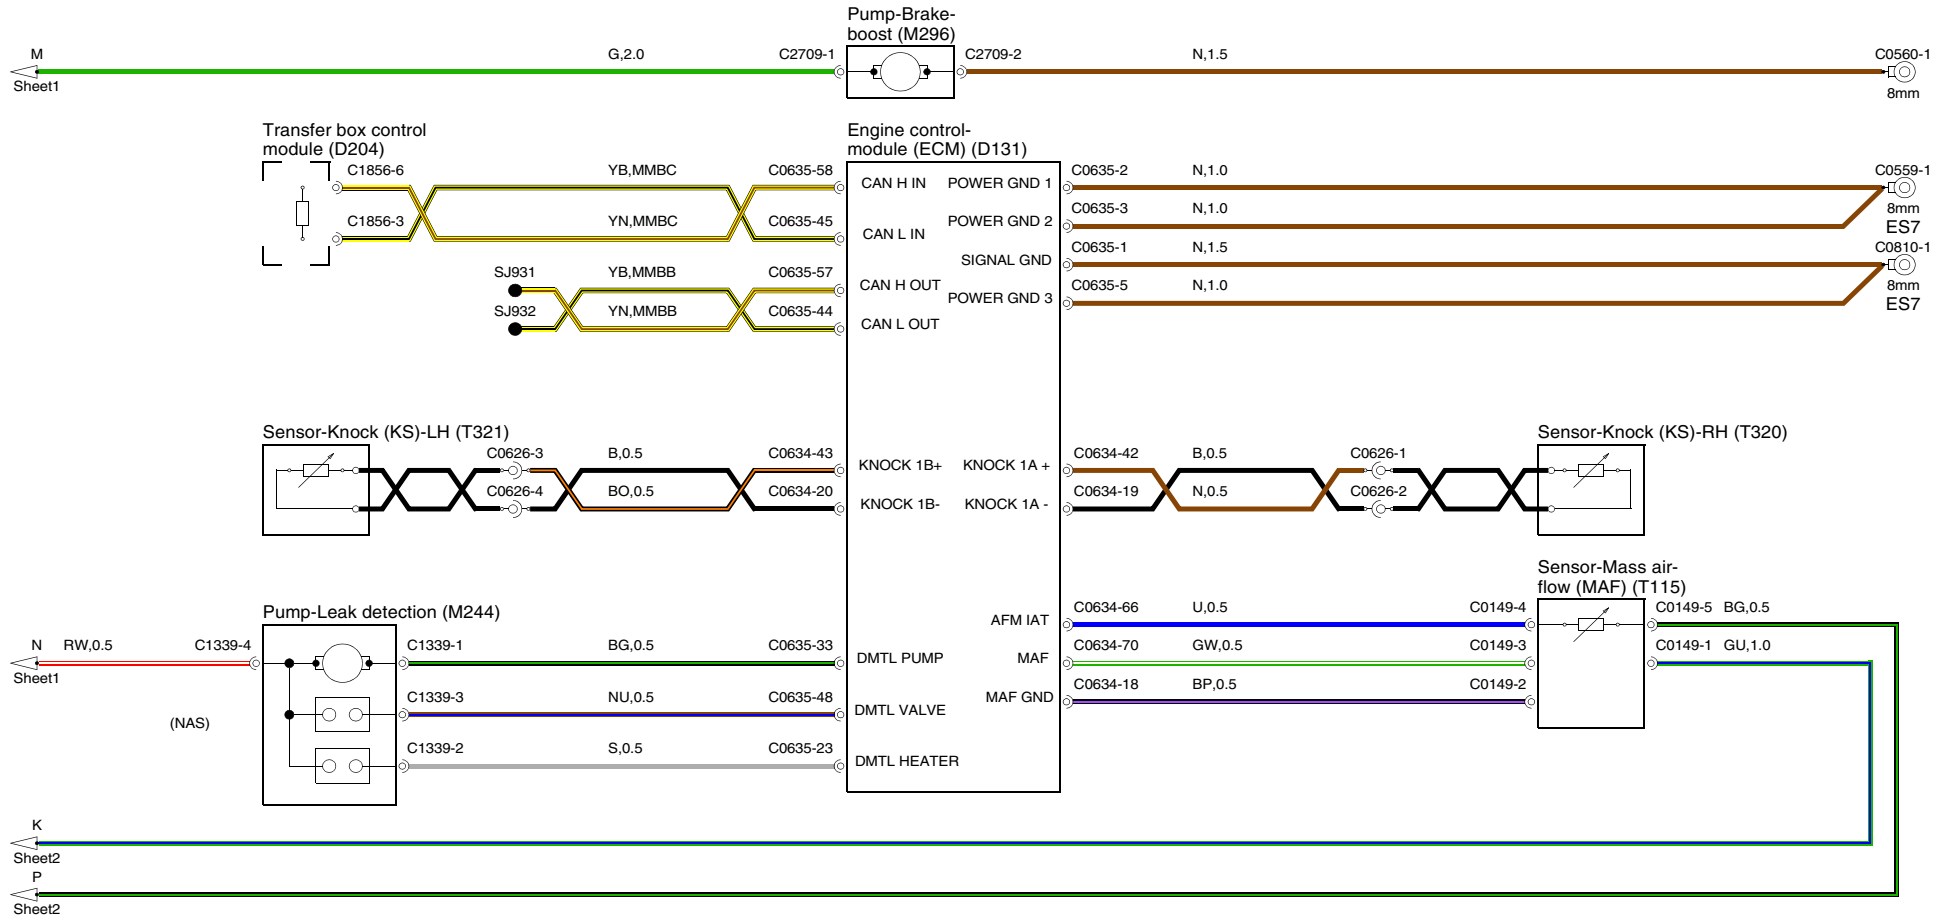 Pump-Brake-
boost (M296)
M
G,2.0
C2709-1
C2709-2
N,1.5
C0560-1
Sheet1
8mm
Transfer box control
module (D204)
Engine control-
module (ECM) (D131)
C1856-6
YB,MMBC
C0635-58
CAN H IN
POWER GND 1
C0635-2
N,1.0
C0559-1
C1856-3
YN,MMBC
C0635-45
CAN L IN
POWER GND 2
C0635-3
N,1.0
8mm
ES7
SIGNAL GND
C0635-1
N,1.5
C0810-1
SJ931
YB,MMBB
C0635-57
CAN H OUT
POWER GND 3
C0635-5
N,1.0
8mm
ES7
SJ932
YN,MMBB
C0635-44
CAN L OUT
Sensor-Knock (KS)-LH (T321)
Sensor-Knock (KS)-RH (T320)
C0626-3
B,0.5
C0634-43
KNOCK 1B+
KNOCK 1A +
C0634-42
B,0.5
C0626-1
C0626-4
BO,0.5
C0634-20
KNOCK 1B-
KNOCK 1A -
C0634-19
N,0.5
C0626-2
Sensor-Mass air-
flow (MAF) (T115)
Pump-Leak detection (M244)
AFM IAT
C0634-66
U,0.5
C0149-4
C0149-5
BG,0.5
N
RW,0.5
C1339-4
C1339-1
BG,0.5
C0635-33
DMTL PUMP
MAF
C0634-70
GW,0.5
C0149-3
C0149-1
GU,1.0
Sheet1
C1339-3
NU,0.5
C0635-48
DMTL VALVE
MAF GND
C0634-18
BP,0.5
C0149-2
(NAS)
C1339-2
S,0.5
C0635-23
DMTL HEATER
K
Sheet2
P
Sheet2